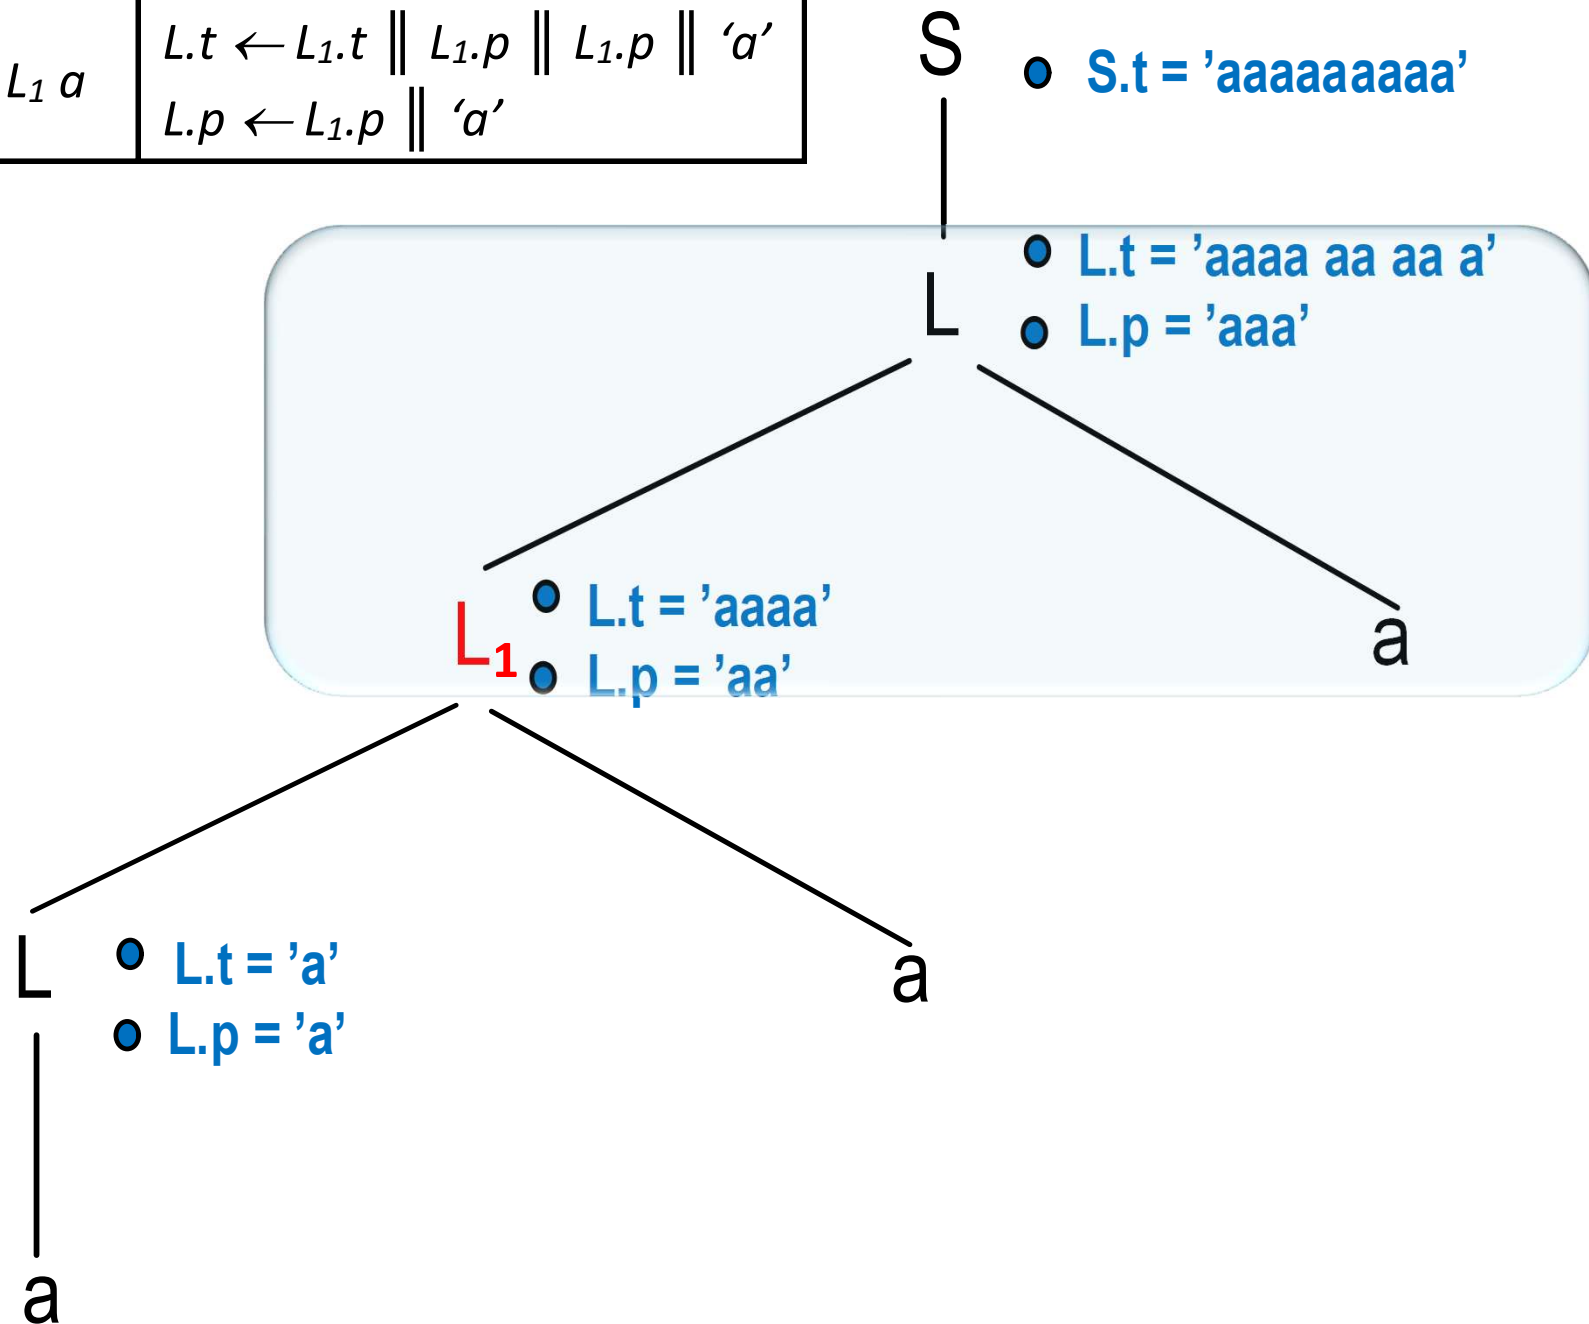 L.t ← L₁.t ‖ L₁.p ‖ L₁.p ‖ ‘a’
L₁ a
L.p ← L₁.p ‖ ‘a’
S
S.t = ’aaaaaaaaa’
L
L.t = ’aaaa aa aa a’
L.p = ’aaa’
L₁
L.t = ’aaaa’
L.p = ’aa’
a
L
L.t = ’a’
L.p = ’a’
a
a